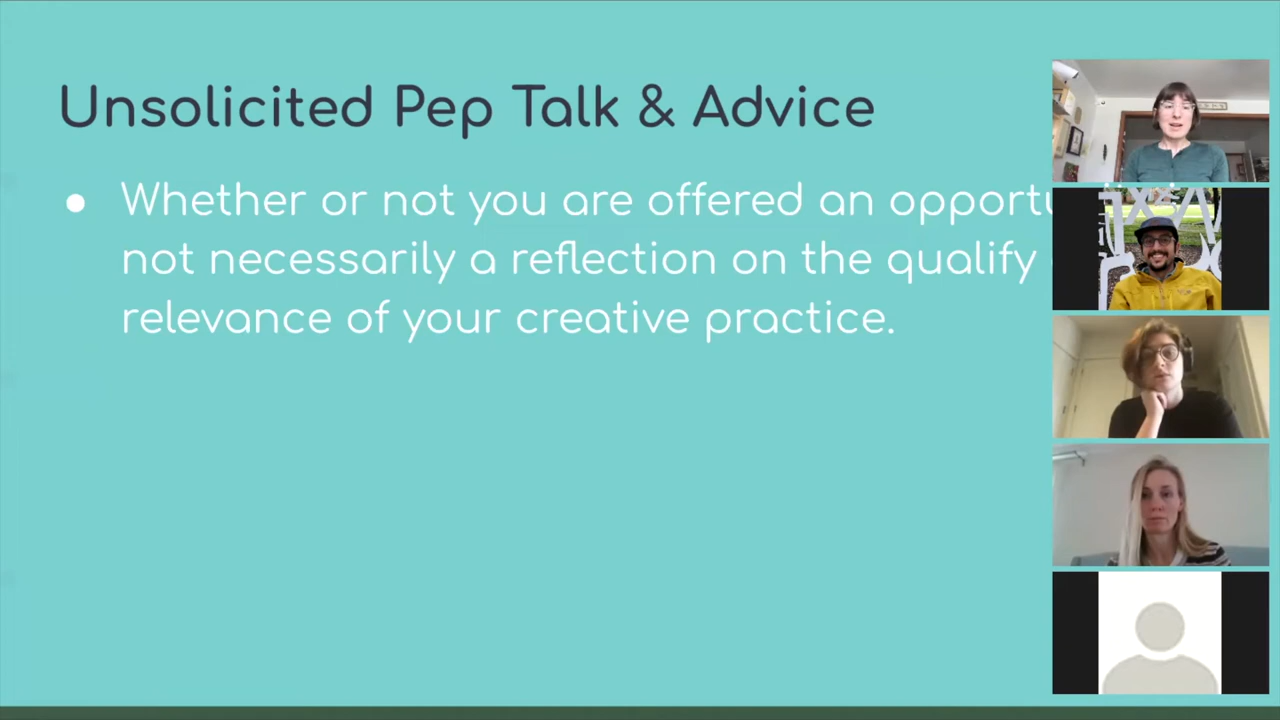 Unsolicited Pep Talk & Advice
● Whether or not you are offered an opportu
not necessarily a reflection on the qualify
relevance of your creative practice.